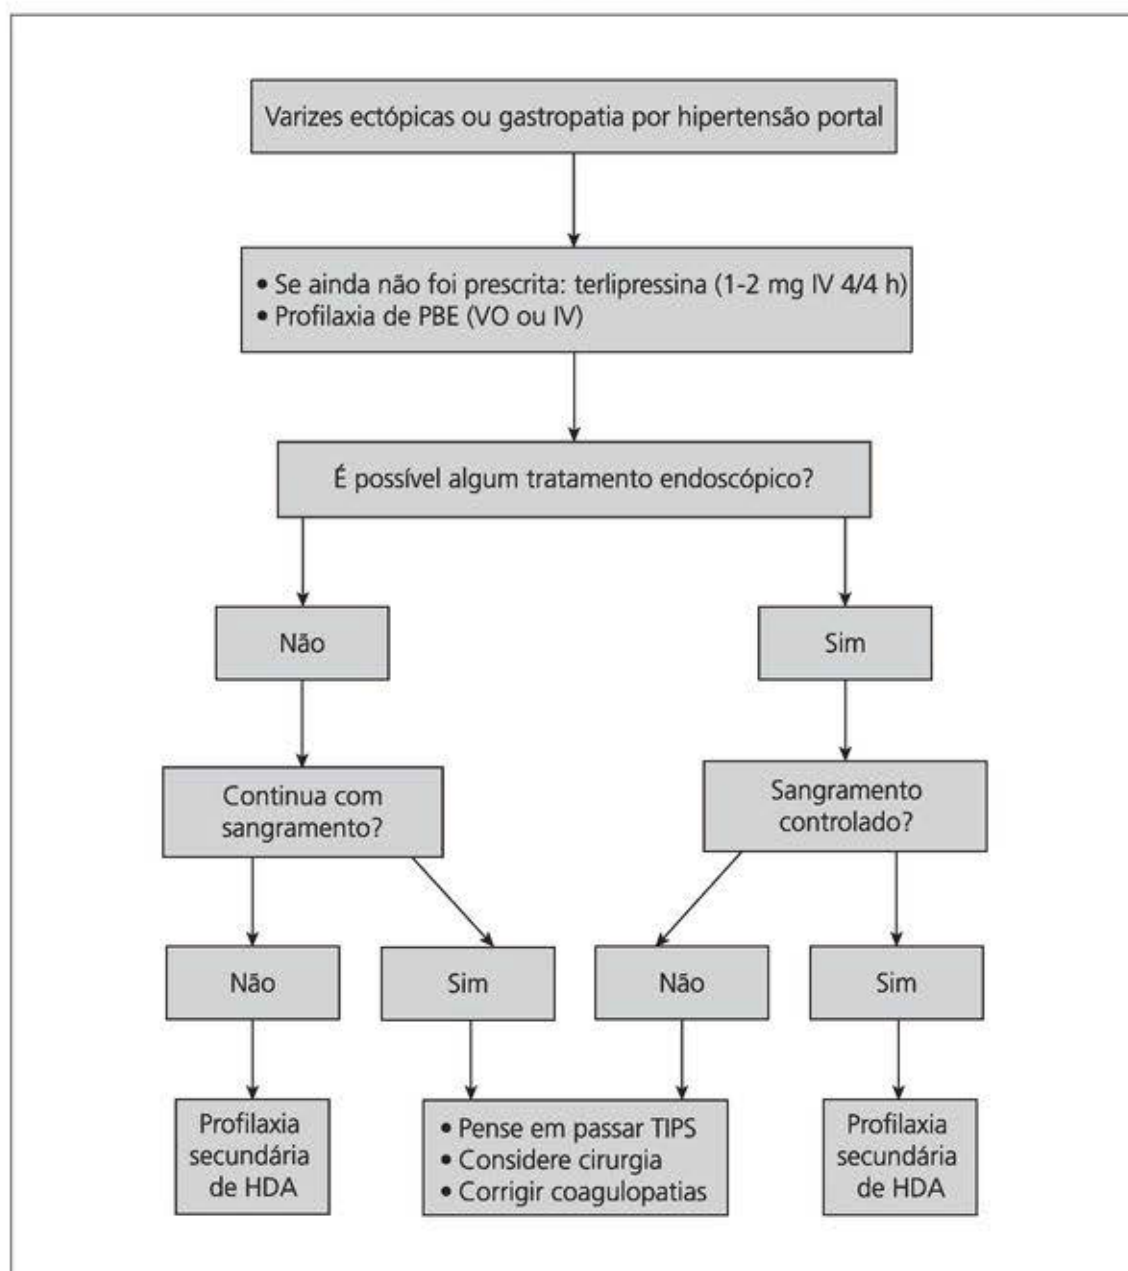 Varizes ectópicas ou gastropatia por hipertensão portal
• Se ainda não foi prescrita: terlipressina (1-2 mg IV 4/4 h)
• Profilaxia de PBE (VO ou IV)
É possível algum tratamento endoscópico?
Não
Sim
Continua com
sangramento?
Sangramento
controlado?
Não
Sim
Não
Sim
Profilaxia
secundária
de HDA
• Pense em passar TIPS
• Considere cirurgia
• Corrigir coagulopatias
Profilaxia
secundária
de HDA